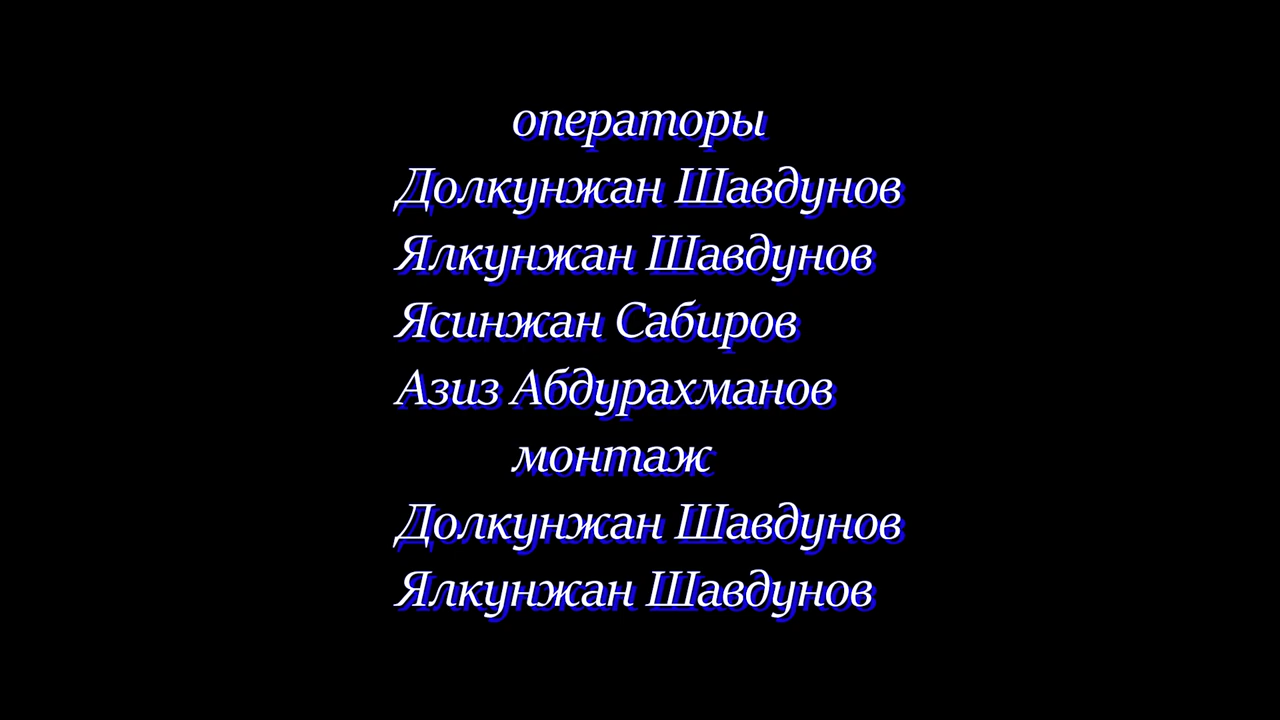 операторы
Долкунжан Шавдунов
Ялкунжан Шавдунов
Ясинжан Сабиров
Азиз Абдурахманов
монтаж
Долкунжан Шавдунов
Ялкунжан Шавдунов